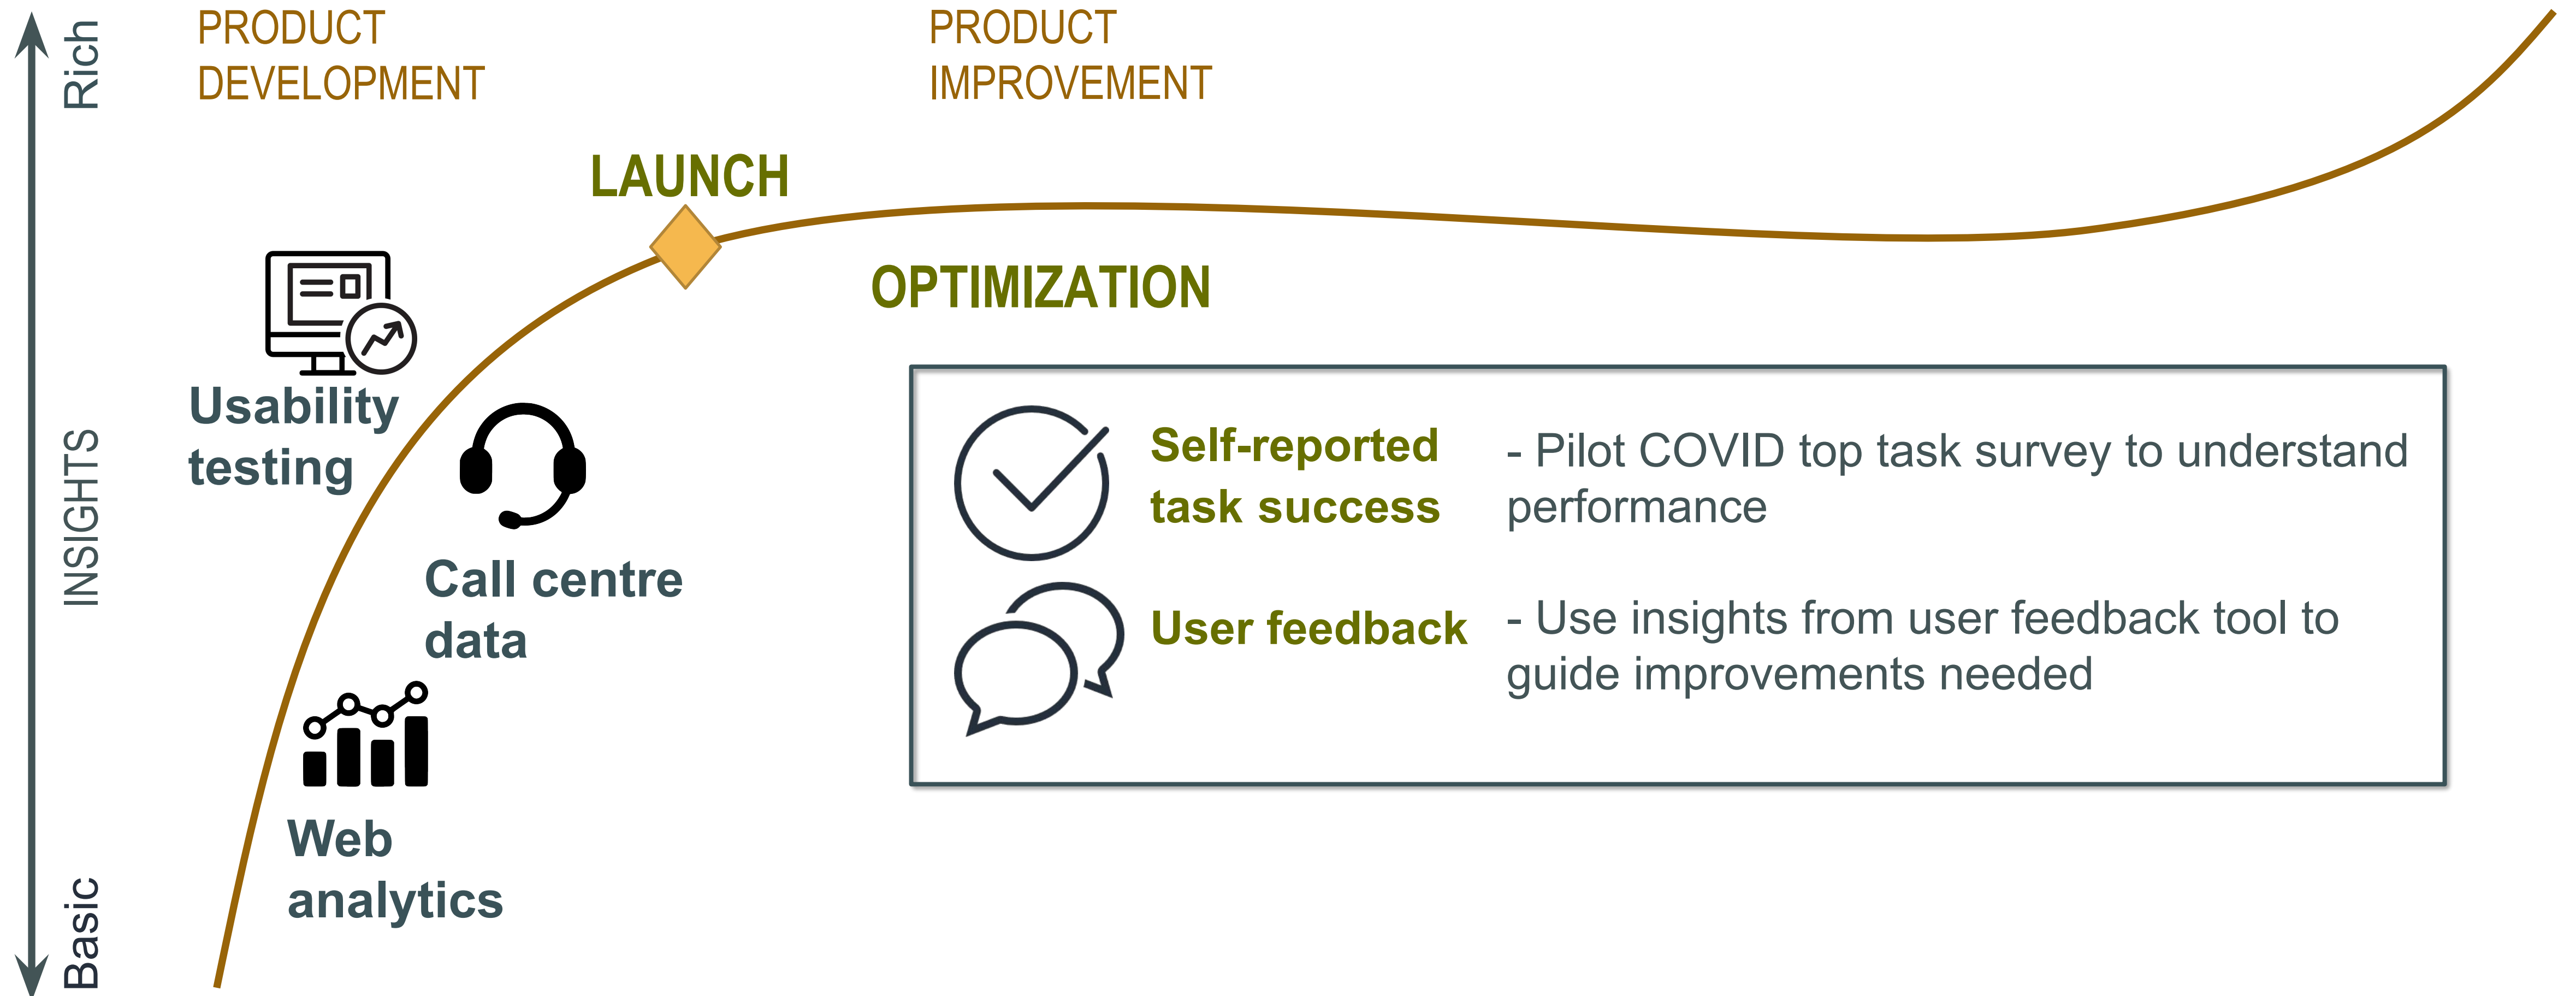 Rich
INSIGHTS
Basic
PRODUCT
DEVELOPMENT
PRODUCT
IMPROVEMENT
LAUNCH
OPTIMIZATION
Usability
testing
Call centre
data
Web
analytics
Self-reported
task success
- Pilot COVID top task survey to understand
performance
User feedback
- Use insights from user feedback tool to
guide improvements needed